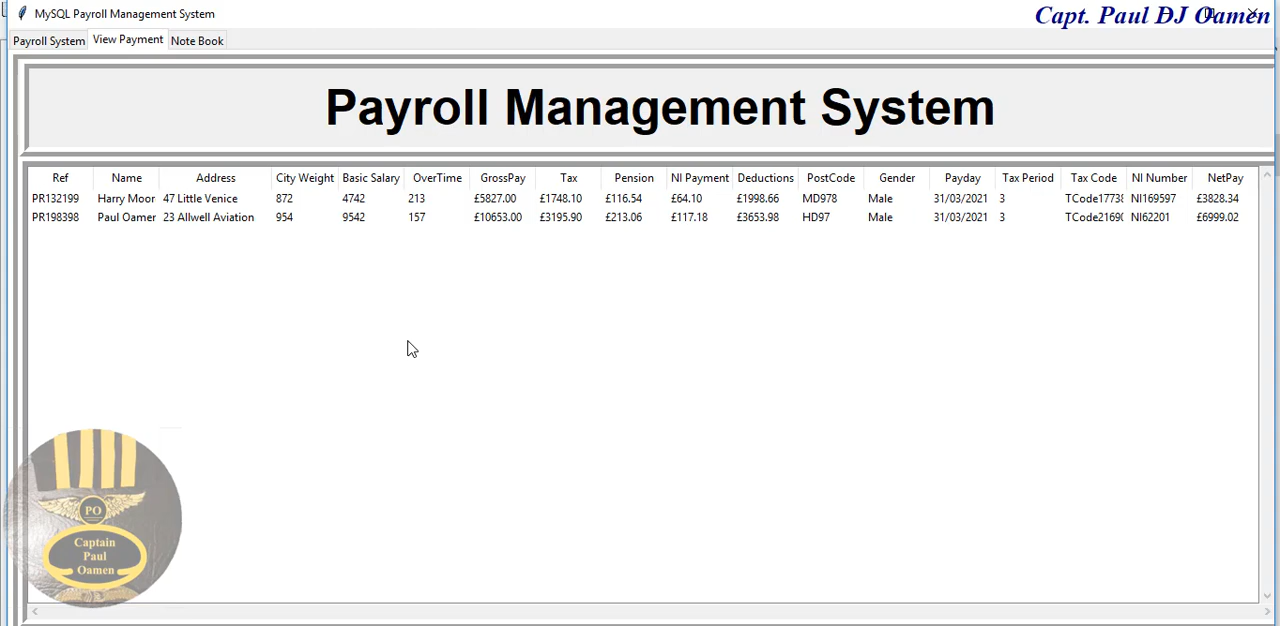 MySQL Payroll Management System
Capt. Paul DJ Oamen
Payroll System View Payment Note Book
Payroll Management System
Ref Name Address City Weight Basic Salary OverTime GrossPay Tax Pension NI Payment Deductions PostCode Gender Payday Tax Period Tax Code NI Number NetPay
PR132199 Harry Moor 47 Little Venice 872 4742 213 £5827.00 £1748.10 £116.54 £64.10 £1998.66 MD978 Male 31/03/2021 3 TCode17738 NI169597 £3828.34
PR198398 Paul Oamer 23 Allwell Aviation 954 9542 157 £10653.00 £3195.90 £213.06 £117.18 £3653.98 HD97 Male 31/03/2021 3 TCode2169 NI62201 £6999.02
PO
Captain
Paul
Oamen